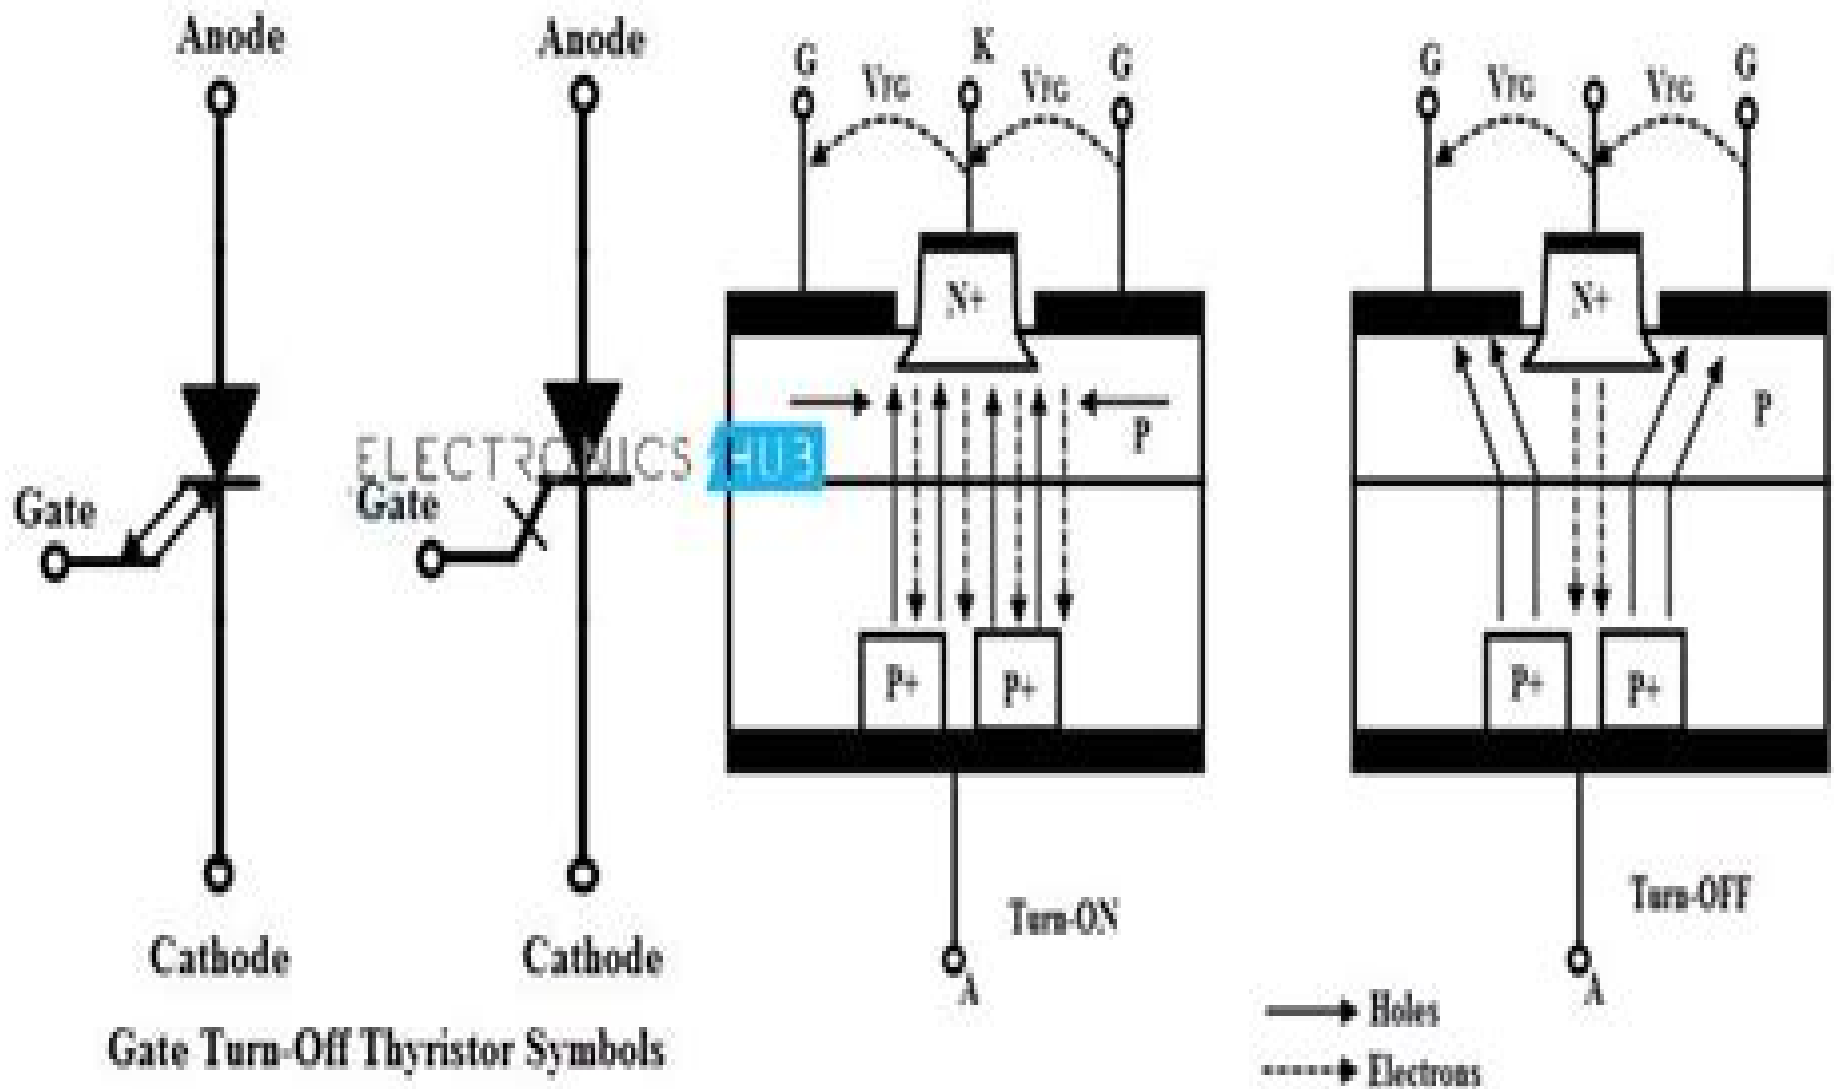 Anode
Anode
G
VFG
K
VFG
G
G
VFG
VFG
G
N+
N+
P
P
ELECTRONICS HU3
Gate
Gate
P+
P+
P+
P+
Turn-ON
Turn-OFF
Cathode
Cathode
A
A
Holes
Electrons
Gate Turn-Off Thyristor Symbols